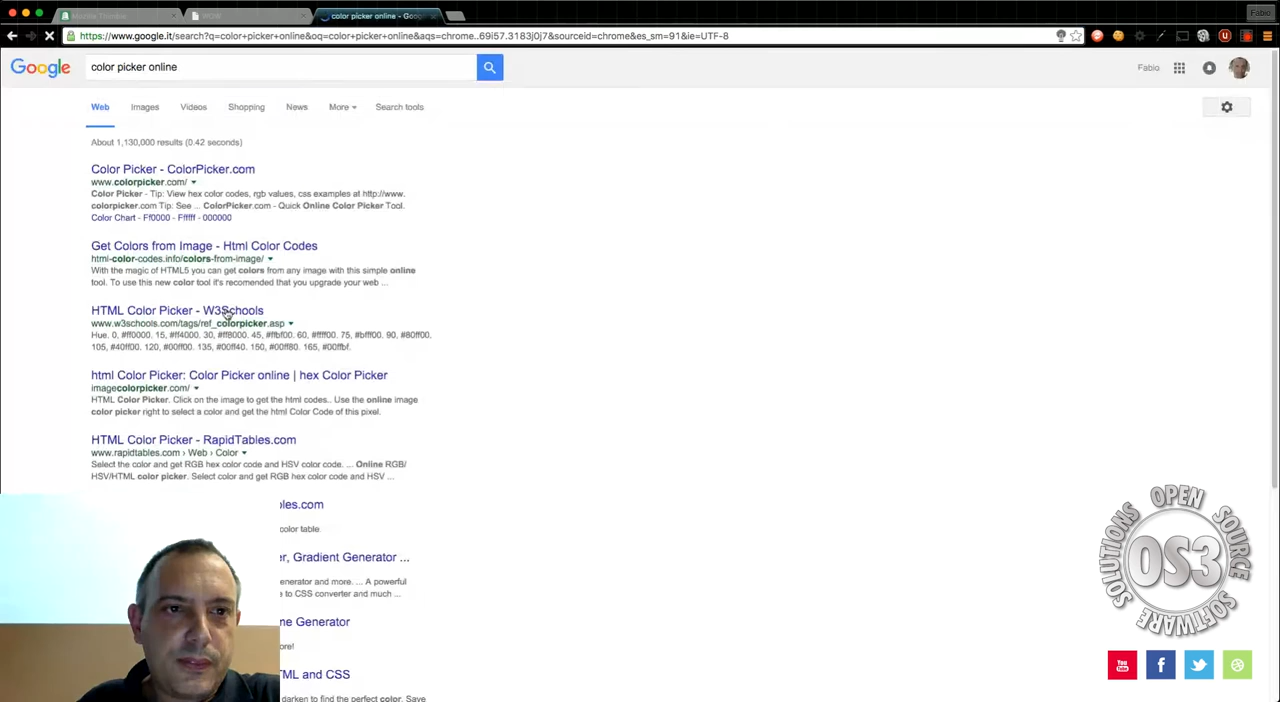 WOW
color picker online - Goo
Fabio
https://www.google.it/search?q=color+picker+online&oq=color+picker+online&aqs=chrome..69i57.3183j0j7&sourceid=chrome&es_sm=91&ie=UTF-8
Google
color picker online
Fabio
Web Images Videos Shopping News More Search tools
About 1,130,000 results (0.42 seconds)
Color Picker - ColorPicker.com
www.colorpicker.com/
Color Picker - Tip: View hex color codes, rgb values, css examples at http://www.
colorpicker.com Tip: See ... ColorPicker.com - Quick Online Color Picker Tool.
Color Chart - Ff0000 - Ffffff - 000000
Get Colors from Image - Html Color Codes
html-color-codes.info/colors-from-image/
With the magic of HTML5 you can get colors from any image with this simple online
tool. To use this new color tool it's recomended that you upgrade your web ...
HTML Color Picker - W3Schools
www.w3schools.com/tags/ref_colorpicker.asp
Hue. 0, #ff0000. 15, #ff4000. 30, #ff8000. 45, #ffbf00. 60, #ffff00. 75, #bfff00. 90, #80ff00.
105, #40ff00. 120, #00ff00. 135, #00ff40. 150, #00ff80. 165, #00ffbf.
html Color Picker: Color Picker online | hex Color Picker
imagecolorpicker.com/
HTML Color Picker. Click on the image to get the html codes.. Use the online image
color picker right to select a color and get the html Color Code of this pixel.
HTML Color Picker - RapidTables.com
www.rapidtables.com › Web › Color
Select the color and get RGB hex color code and HSV color code. ... Online RGB/
HSV/HTML color picker. Select color and get RGB hex color code and HSV ...
bles.com
color table.
er, Gradient Generator ...
enerator and more. ... A powerful
e to CSS converter and much ...
me Generator
ore!
TML and CSS
darken to find the perfect color. Save
OPEN SOURCE SOFTWARE SOLUTIONS
OS3
You Tube